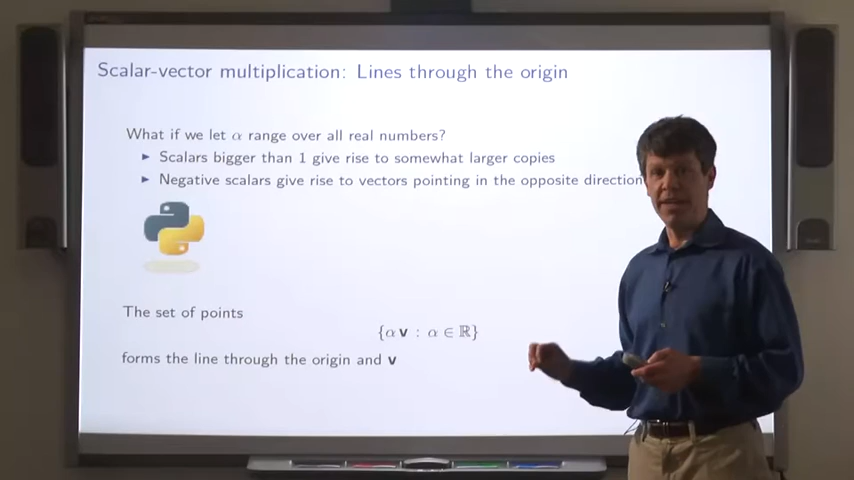 Scalar-vector multiplication: Lines through the origin
What if we let α range over all real numbers?
▶ Scalars bigger than 1 give rise to somewhat larger copies
▶ Negative scalars give rise to vectors pointing in the opposite direction
The set of points
{α v : α ∈ ℝ}
forms the line through the origin and v